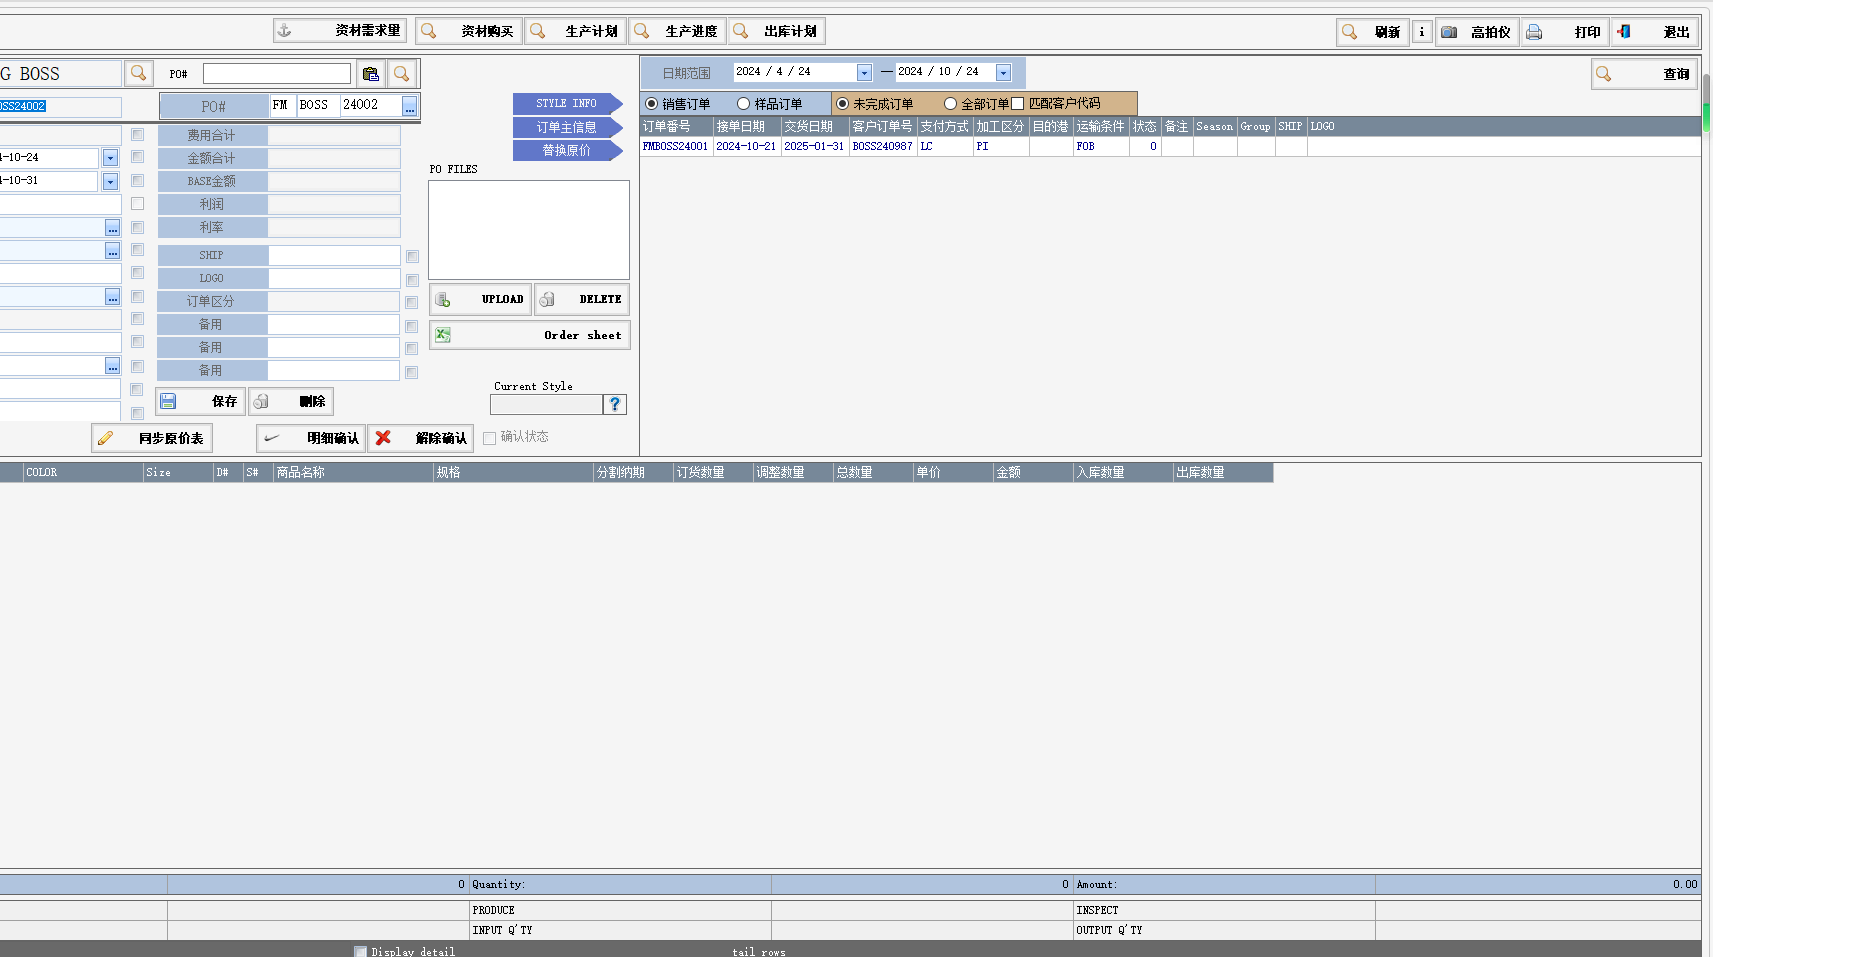 资材需求量 资材购买 生产计划 生产进度 出库计划 刷新 i 高拍仪 打印 退出
G BOSS PO# 日期范围 2024 / 4 / 24 — 2024 / 10 / 24 查询
OSS24002 PO# FM BOSS 24002 ... STYLE INFO 销售订单 样品订单 未完成订单 全部订单 匹配客户代码
订单主信息 订单番号 接单日期 交货日期 客户订单号 支付方式 加工区分 目的港 运输条件 状态 备注 Season Group SHIP LOGO
替换原价 FMBOSS24001 2024-10-21 2025-01-31 BOSS240987 LC PI FOB 0
费用合计
4-10-24 金额合计
PO FILES
4-10-31 BASE金额
利润
... 利率
... SHIP
LOGO
... 订单区分 UPLOAD DELETE
备用
备用 Order sheet
... 备用
Current Style
保存 删除 ?
同步原价表 明细确认 解除确认 确认状态
COLOR Size D# S# 商品名称 规格 分割纳期 订货数量 调整数量 总数量 单价 金额 入库数量 出库数量
0 Quantity: 0 Amount: 0.00
PRODUCE INSPECT
INPUT Q'TY OUTPUT Q'TY
Display detail tail rows